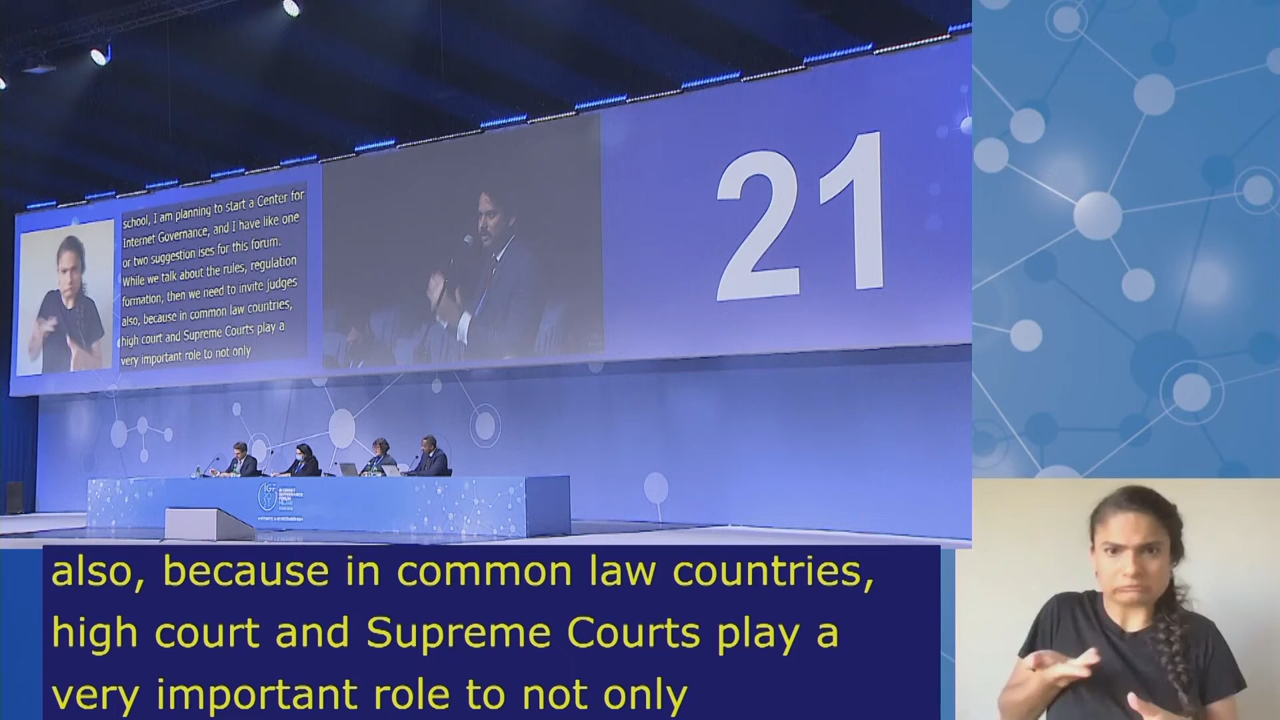 school, I am planning to start a Center for
Internet Governance, and I have like one
or two suggestion ises for this forum.
While we talk about the rules, regulation
formation, then we need to invite judges
also, because in common law countries,
high court and Supreme Courts play a
very important role to not only
21
INTERNET
GOVERNANCE
FORUM
also, because in common law countries,
high court and Supreme Courts play a
very important role to not only